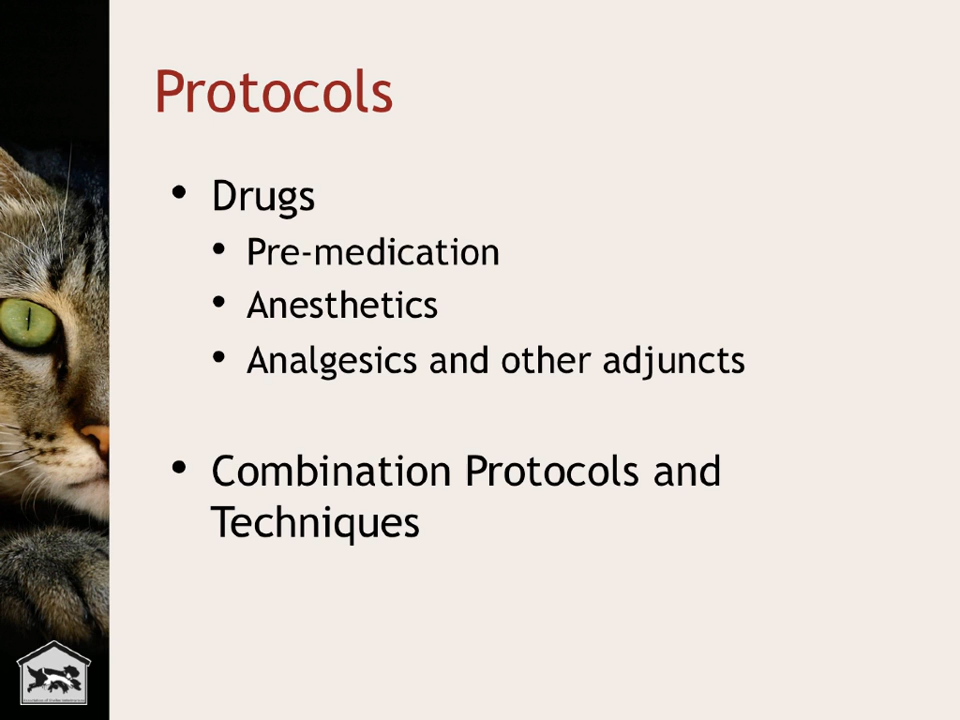 Protocols
• Drugs
• Pre-medication
• Anesthetics
• Analgesics and other adjuncts
• Combination Protocols and
Techniques